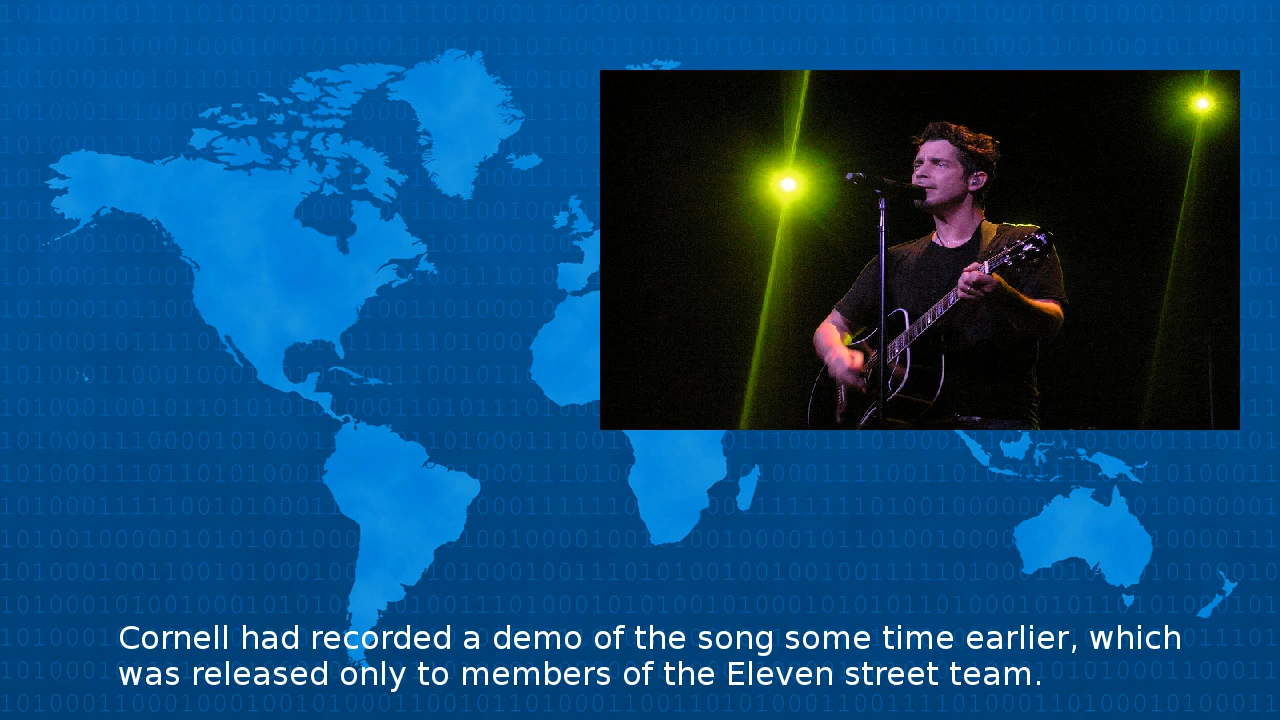 Cornell had recorded a demo of the song some time earlier, which
was released only to members of the Eleven street team.